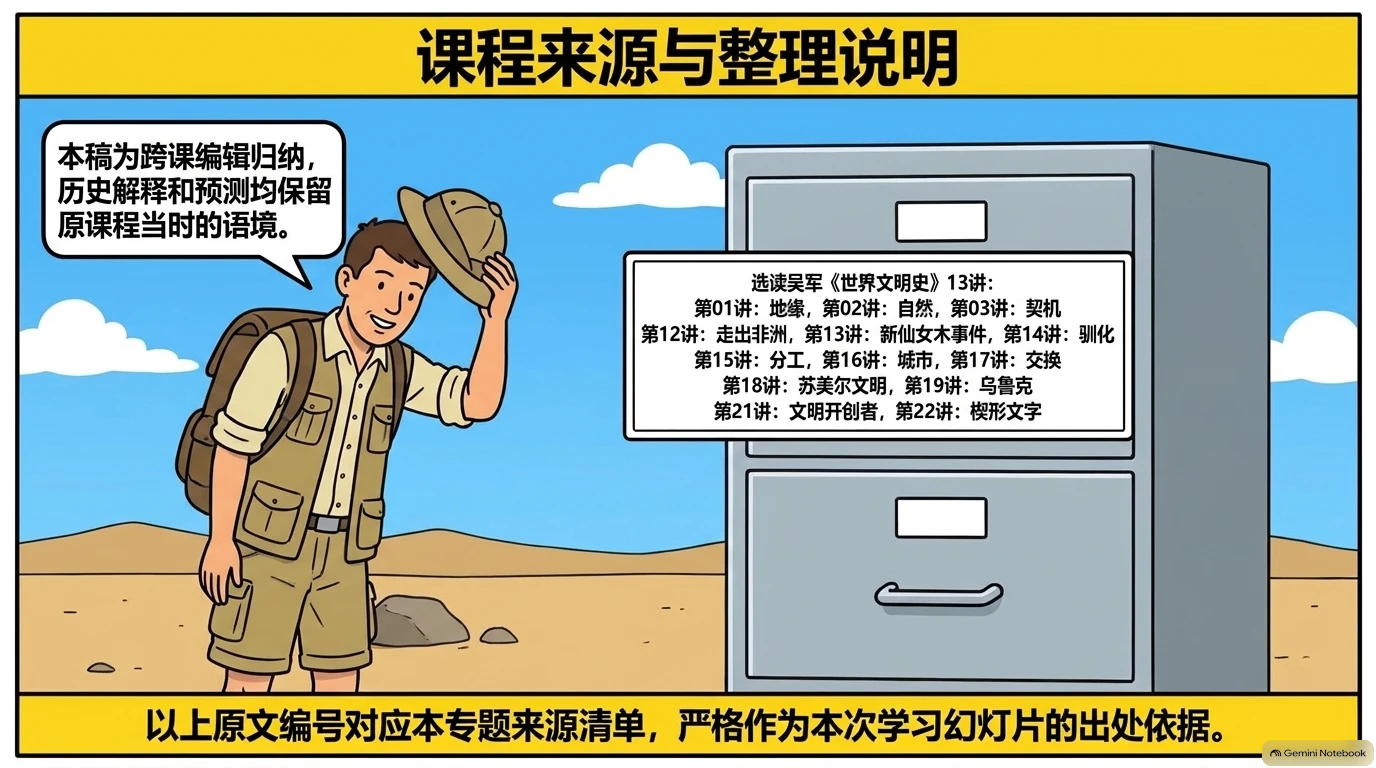 课程来源与整理说明
本稿为跨课编辑归纳，
历史解释和预测均保留
原课程当时的语境。
选读吴军《世界文明史》13讲：
第01讲：地缘，第02讲：自然，第03讲：契机
第12讲：走出非洲，第13讲：新仙女木事件，第14讲：驯化
第15讲：分工，第16讲：城市，第17讲：交换
第18讲：苏美尔文明，第19讲：乌鲁克
第21讲：文明开创者，第22讲：楔形文字
以上原文编号对应本专题来源清单，严格作为本次学习幻灯片的出处依据。
Gemini Notebook